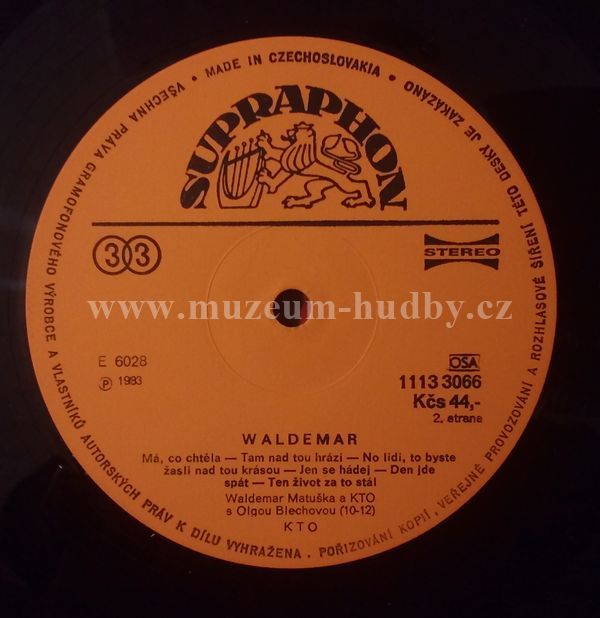 VŠECHNA PRÁVA GRAMOFONOVÉHO VÝROBCE A VLASTNÍKŮ AUTORSKÝCH PRÁV K DÍLU VYHRAŽENA. POŘIZOVÁNÍ KOPIÍ, VEŘEJNÉ PROVOZOVÁNÍ A ROZHLASOVÉ ŠÍŘENÍ TÉTO DESKY JE ZAKÁZÁNO • MADE IN CZECHOSLOVAKIA •
SUPRAPHON
33
STEREO
www.muzeum-hudby.cz
E 6028
OSA
℗ 1983
1113 3066
Kčs 44,-
2. strana
WALDEMAR
Má, co chtěla — Tam nad tou hrází — No lidi, to byste
žasli nad tou krásou — Jen se hádej — Den jde
spát — Ten život za to stál
Waldemar Matuška a KTO
s Olgou Blechovou (10-12)
KTO